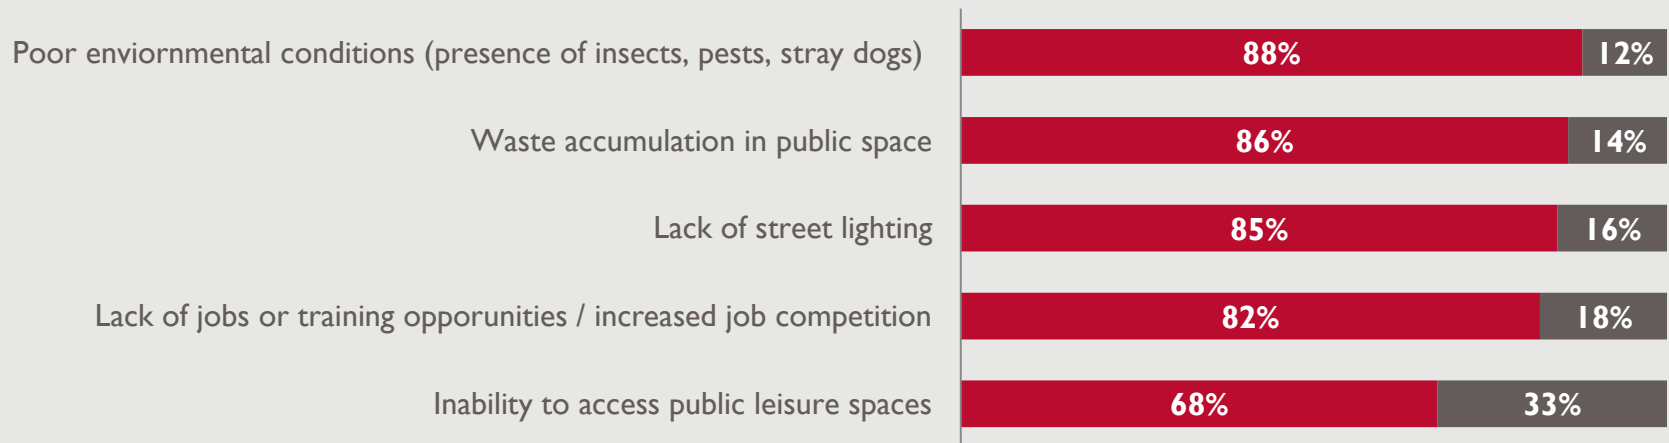 Poor enviornmental conditions (presence of insects, pests, stray dogs) 88% 12%
Waste accumulation in public space 86% 14%
Lack of street lighting 85% 16%
Lack of jobs or training opporunities / increased job competition 82% 18%
Inability to access public leisure spaces 68% 33%